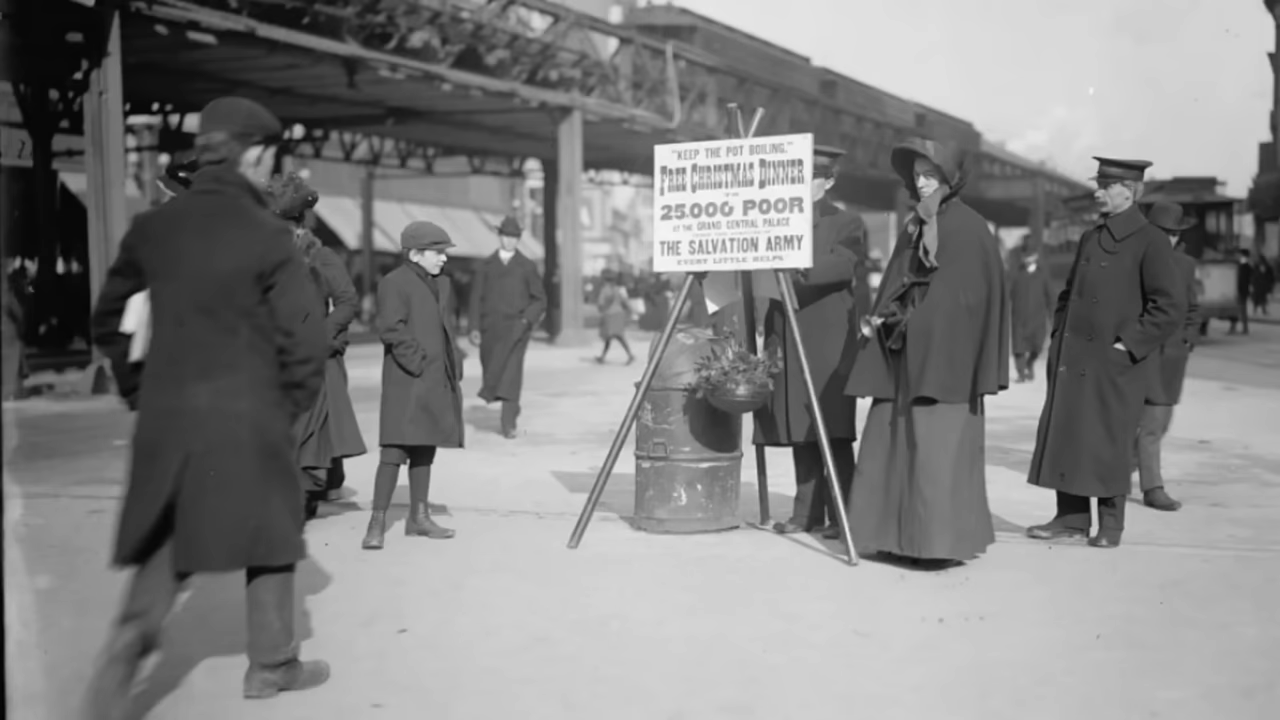 "KEEP THE POT BOILING."
FREE CHRISTMAS DINNER
25.000 POOR
AT THE GRAND CENTRAL PALACE
THE SALVATION ARMY
EVERY LITTLE HELPS